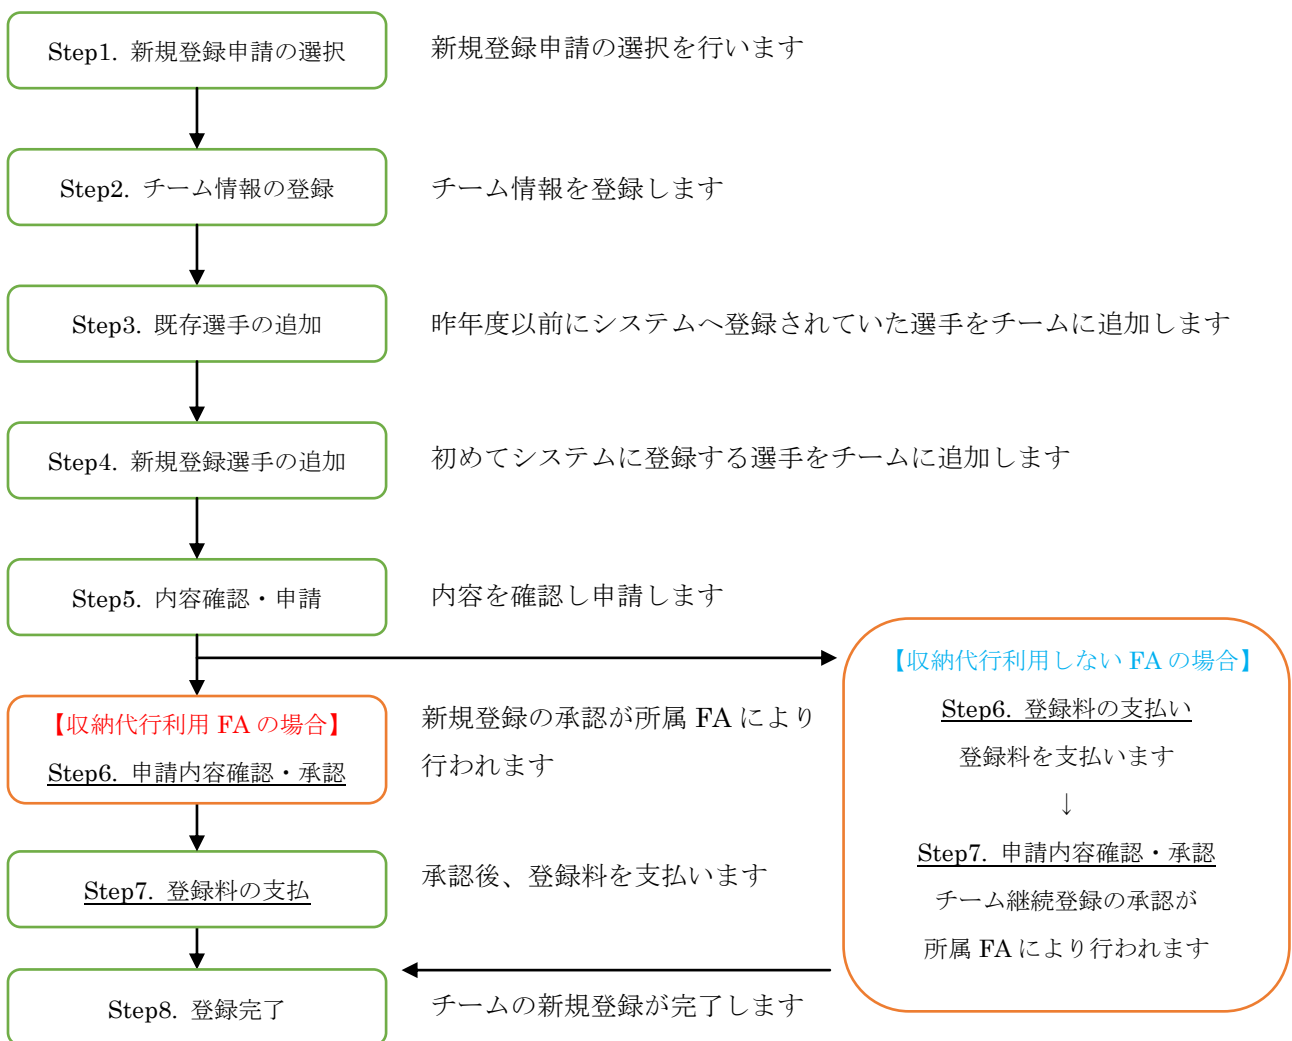 Step1. 新規登録申請の選択
新規登録申請の選択を行います
Step2. チーム情報の登録
チーム情報を登録します
Step3. 既存選手の追加
昨年度以前にシステムへ登録されていた選手をチームに追加します
Step4. 新規登録選手の追加
初めてシステムに登録する選手をチームに追加します
Step5. 内容確認・申請
内容を確認し申請します
【収納代行利用 FA の場合】
Step6. 申請内容確認・承認
新規登録の承認が所属 FA により
行われます
Step7. 登録料の支払
承認後、登録料を支払います
【収納代行利用しない FA の場合】
Step6. 登録料の支払い
登録料を支払います
↓
Step7. 申請内容確認・承認
チーム継続登録の承認が
所属 FA により行われます
Step8. 登録完了
チームの新規登録が完了します